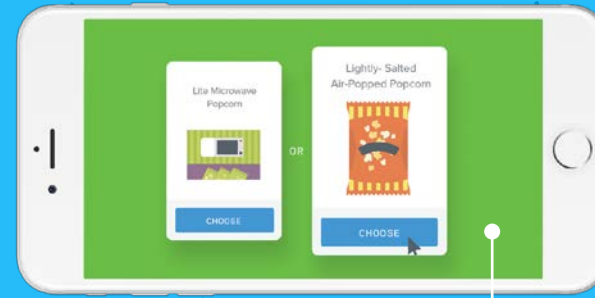 Lite Microwave
Popcorn
CHOOSE
OR
Lightly- Salted
Air-Popped Popcorn
CHOOSE